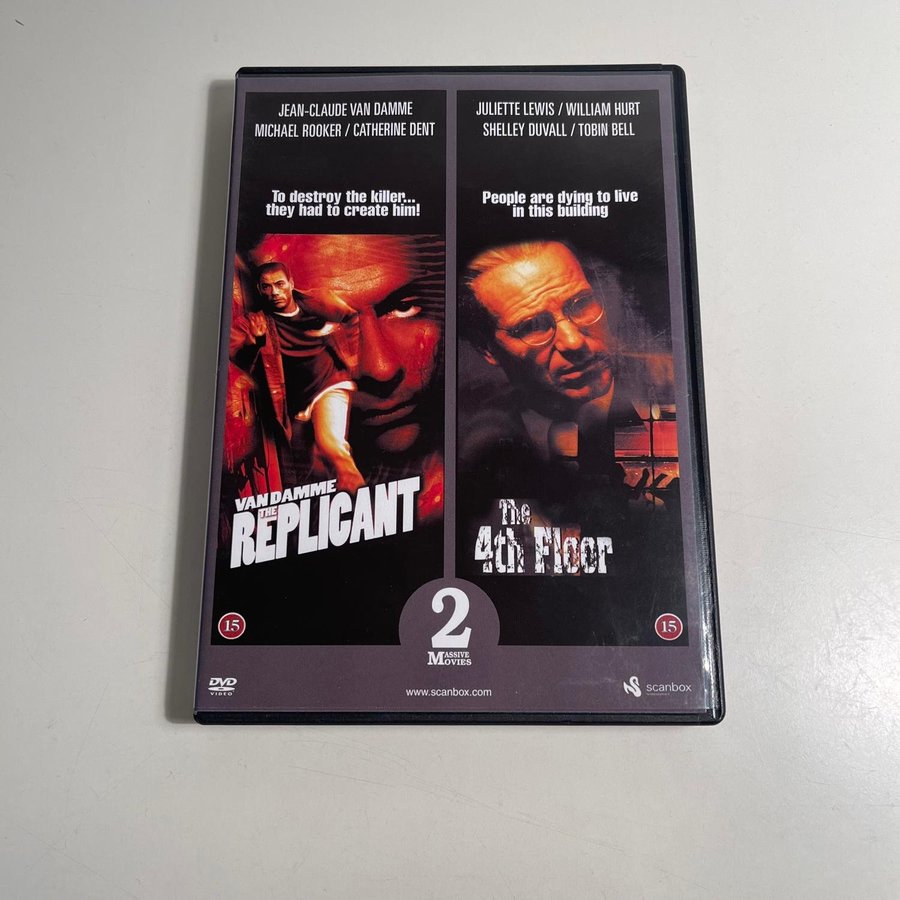 JEAN-CLAUDE VAN DAMME
MICHAEL ROOKER / CATHERINE DENT
To destroy the killer...
they had to create him!
VAN DAMME
THE
REPLICANT
15
JULIETTE LEWIS / WILLIAM HURT
SHELLEY DUVALL / TOBIN BELL
People are dying to live
in this building
The
4th Floor
15
2
MASSIVE
MOVIES
DVD
VIDEO
www.scanbox.com
scanbox